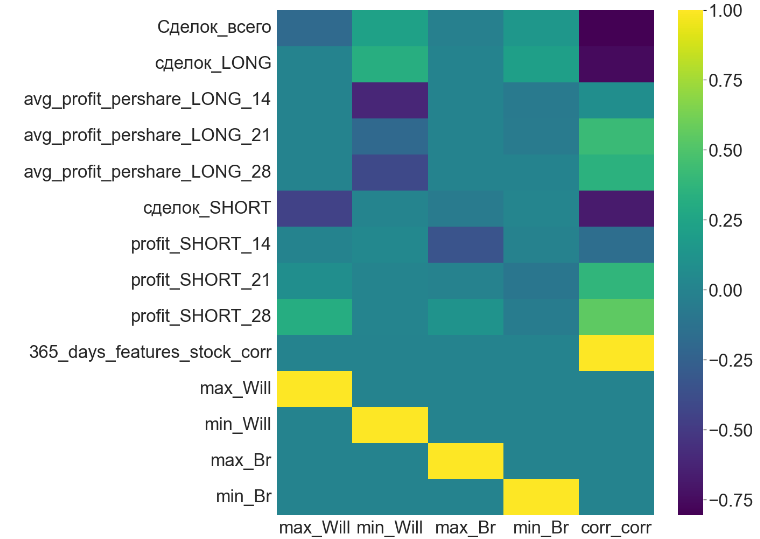 Сделок_всего
сделок_LONG
avg_profit_pershare_LONG_14
avg_profit_pershare_LONG_21
avg_profit_pershare_LONG_28
сделок_SHORT
profit_SHORT_14
profit_SHORT_21
profit_SHORT_28
365_days_features_stock_corr
max_Will
min_Will
max_Br
min_Br
max_Will min_Will max_Br min_Br corr_corr
1.00
0.75
0.50
0.25
0.00
−0.25
−0.50
−0.75